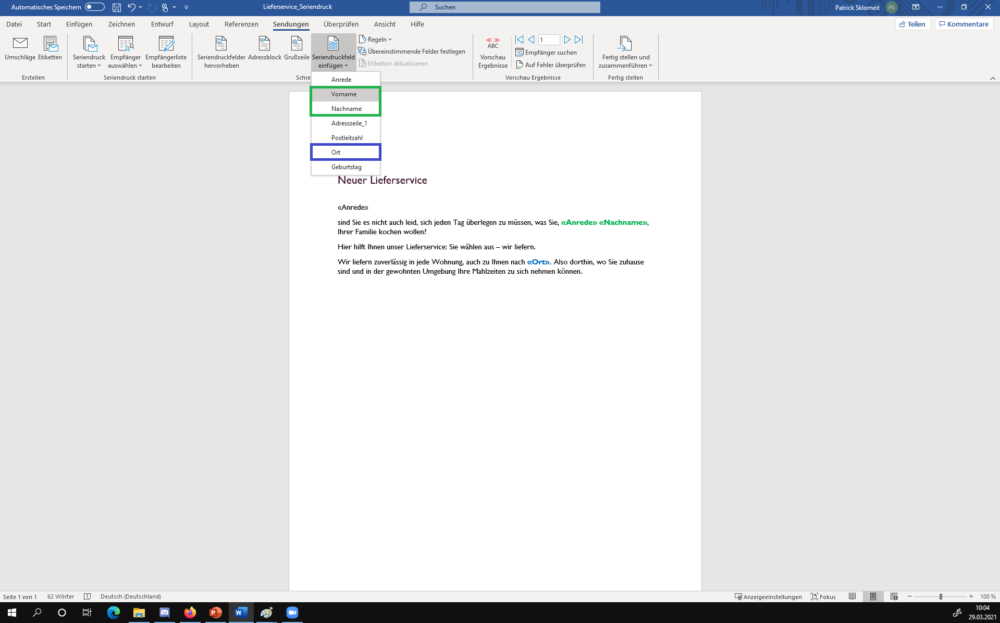 Automatisches Speichern
Lieferservice_Seriendruck
Suchen
Patrick Sklomeit
PS
Datei Start Einfügen Zeichnen Entwurf Layout Referenzen Sendungen Überprüfen Ansicht Hilfe
Teilen
Kommentare
Umschläge Etiketten
Erstellen
Seriendruck
starten
Empfänger
auswählen
Empfängerliste
bearbeiten
Seriendruck starten
Seriendruckfelder
hervorheben
Adressblock
Grußzeile
Seriendruckfeld
einfügen
Regeln
Übereinstimmende Felder festlegen
Etiketten aktualisieren
Schre
ABC
Vorschau
Ergebnisse
1
Empfänger suchen
Auf Fehler überprüfen
Vorschau Ergebnisse
Fertig stellen und
zusammenführen
Fertig stellen
Anrede
Vorname
Nachname
Adresszeile_1
Postleitzahl
Ort
Geburtstag
Neuer Lieferservice
«Anrede»
sind Sie es nicht auch leid, sich jeden Tag überlegen zu müssen, was Sie, «Anrede» «Nachname»,
Ihrer Familie kochen wollen?
Hier hilft Ihnen unser Lieferservice: Sie wählen aus – wir liefern.
Wir liefern zuverlässig in jede Wohnung, auch zu Ihnen nach «Ort». Also dorthin, wo Sie zuhause
sind und in der gewohnten Umgebung Ihre Mahlzeiten zu sich nehmen können.
Seite 1 von 1
62 Wörter
Deutsch (Deutschland)
Anzeigeeinstellungen
Fokus
100 %
10:04
29.03.2021